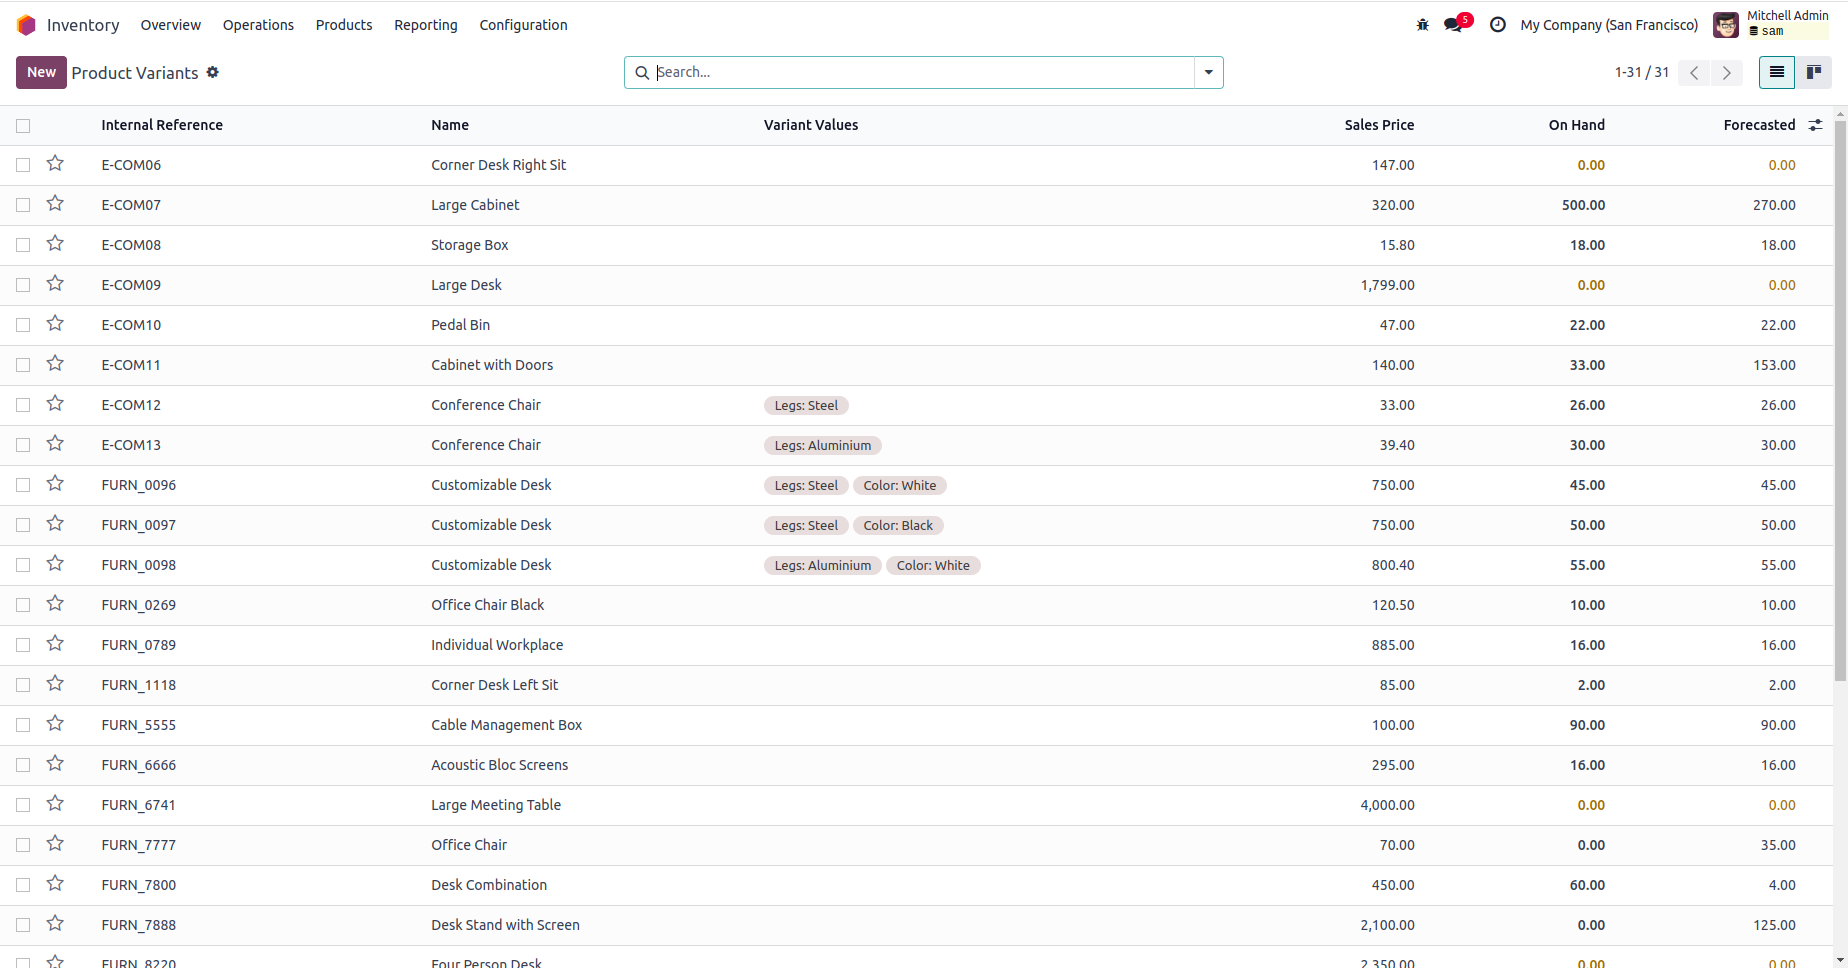 Inventory Overview Operations Products Reporting Configuration 5 My Company (San Francisco) Mitchell Admin
sam
New Product Variants Search... 1-31 / 31
Internal Reference Name Variant Values Sales Price On Hand Forecasted
E-COM06 Corner Desk Right Sit 147.00 0.00 0.00
E-COM07 Large Cabinet 320.00 500.00 270.00
E-COM08 Storage Box 15.80 18.00 18.00
E-COM09 Large Desk 1,799.00 0.00 0.00
E-COM10 Pedal Bin 47.00 22.00 22.00
E-COM11 Cabinet with Doors 140.00 33.00 153.00
E-COM12 Conference Chair Legs: Steel 33.00 26.00 26.00
E-COM13 Conference Chair Legs: Aluminium 39.40 30.00 30.00
FURN_0096 Customizable Desk Legs: Steel Color: White 750.00 45.00 45.00
FURN_0097 Customizable Desk Legs: Steel Color: Black 750.00 50.00 50.00
FURN_0098 Customizable Desk Legs: Aluminium Color: White 800.40 55.00 55.00
FURN_0269 Office Chair Black 120.50 10.00 10.00
FURN_0789 Individual Workplace 885.00 16.00 16.00
FURN_1118 Corner Desk Left Sit 85.00 2.00 2.00
FURN_5555 Cable Management Box 100.00 90.00 90.00
FURN_6666 Acoustic Bloc Screens 295.00 16.00 16.00
FURN_6741 Large Meeting Table 4,000.00 0.00 0.00
FURN_7777 Office Chair 70.00 0.00 35.00
FURN_7800 Desk Combination 450.00 60.00 4.00
FURN_7888 Desk Stand with Screen 2,100.00 0.00 125.00
FURN_8220 Four Person Desk 2,350.00 0.00 0.00